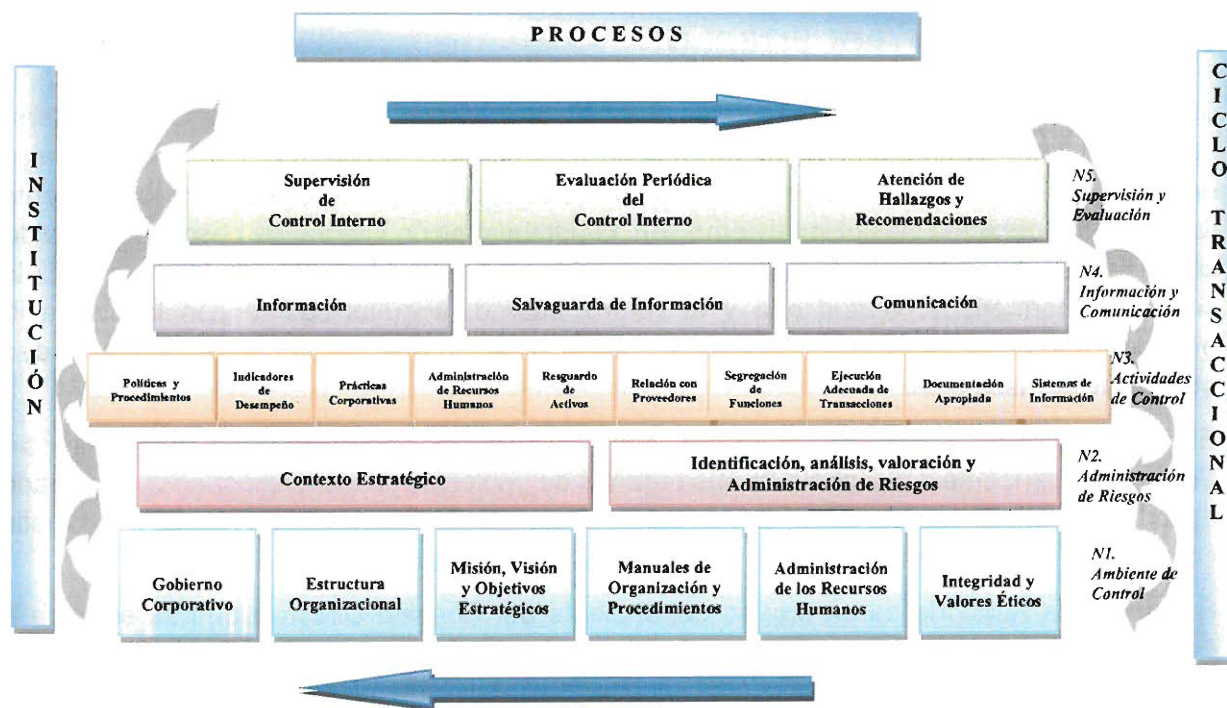 PROCESOS
INSTITUCIÓN
CICLO TRANSACCIONAL
Supervisión
de
Control Interno
Evaluación Periódica
del
Control Interno
Atención de
Hallazgos y
Recomendaciones
N5.
Supervisión y
Evaluación
Información
Salvaguarda de Información
Comunicación
N4.
Información y
Comunicación
Políticas y
Procedimientos
Indicadores
de
Desempeño
Prácticas
Corporativas
Administración
de Recursos
Humanos
Resguardo
de
Activos
Relación con
Proveedores
Segregación
de
Funciones
Ejecución
Adecuada de
Transacciones
Documentación
Apropiada
Sistemas de
Información
N3.
Actividades
de Control
Contexto Estratégico
Identificación, análisis, valoración y
Administración de Riesgos
N2.
Administración
de Riesgos
Gobierno
Corporativo
Estructura
Organizacional
Misión, Visión
y Objetivos
Estratégicos
Manuales de
Organización y
Procedimientos
Administración
de los Recursos
Humanos
Integridad y
Valores Éticos
N1.
Ambiente de
Control